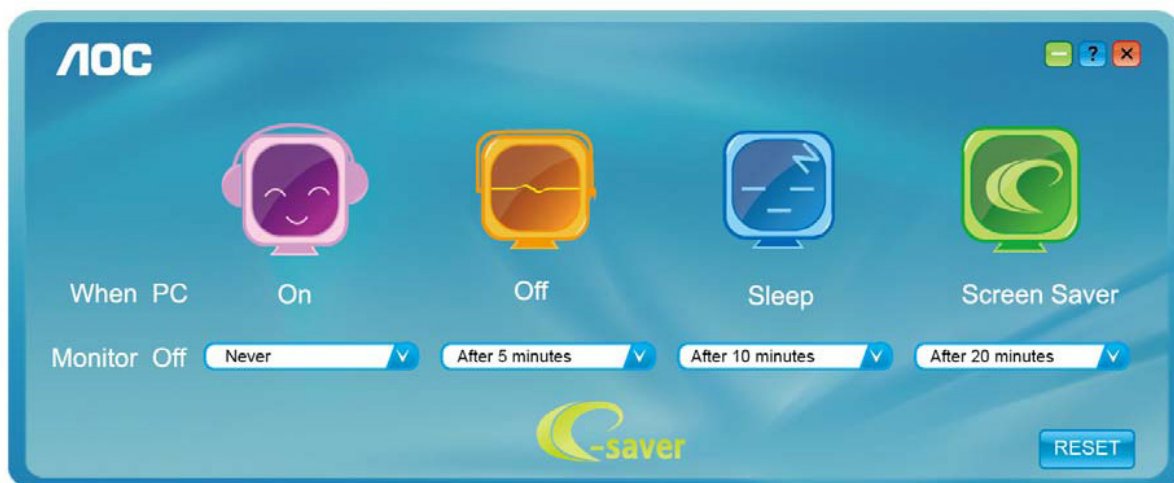 AOC
?
When PC On Off Sleep Screen Saver
Monitor Off Never After 5 minutes After 10 minutes After 20 minutes
e-saver
RESET